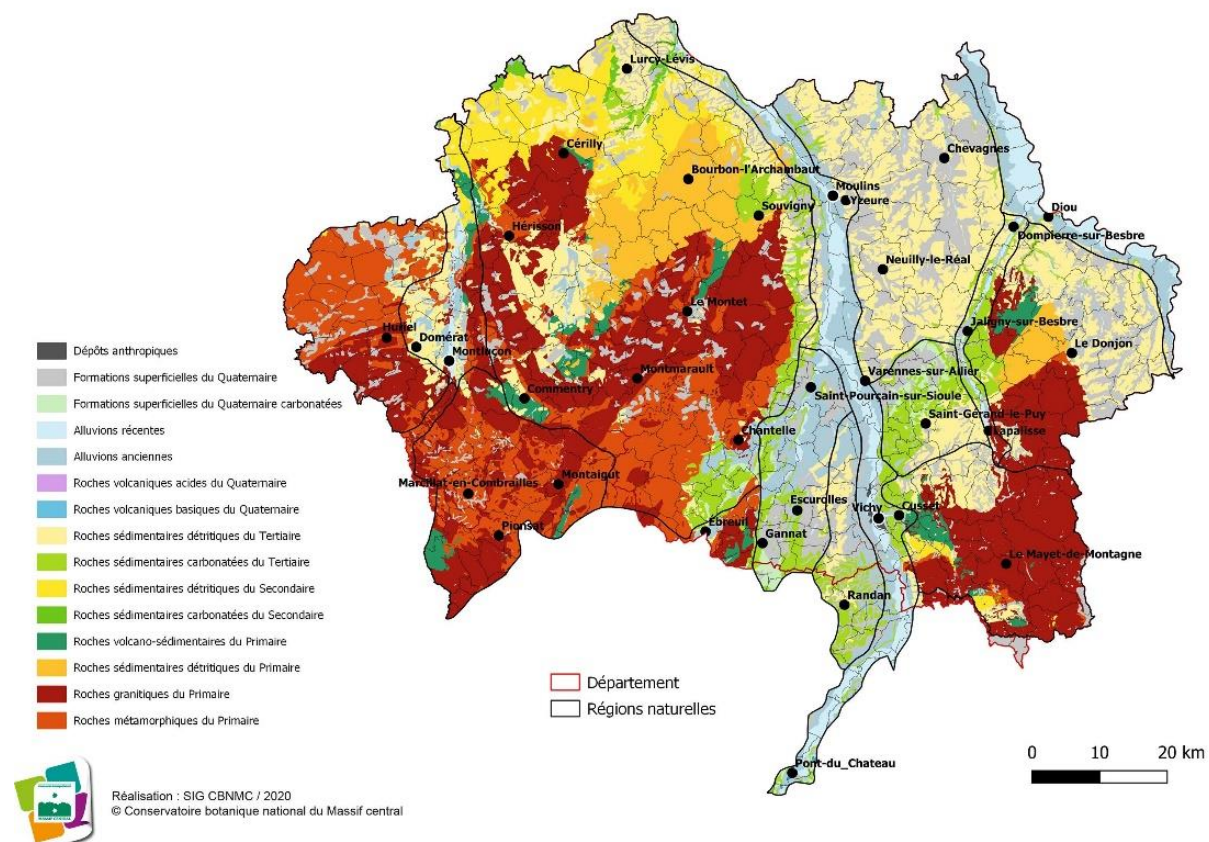 Lurcy-Lévis
Cérilly
Chevagnes
Bourbon-l'Archambaut
Moulins
Yzeure
Souvigny
Diou
Dompierre-sur-Besbre
Hérisson
Neuilly-le-Réal
Le Montet
Jaligny-sur-Besbre
Huriel
Domérat
Montluçon
Le Donjon
Montmarault
Varennes-sur-Allier
Commentry
Saint-Pourçain-sur-Sioule
Saint-Gérand-le-Puy
Lapalisse
Chantelle
Marcillat-en-Combrailles
Montaigut
Escurolles
Vichy
Cusset
Pionsat
Ebreuil
Gannat
Le Mayet-de-Montagne
Randan
Pont-du_Chateau
Dépôts anthropiques
Formations superficielles du Quaternaire
Formations superficielles du Quaternaire carbonatées
Alluvions récentes
Alluvions anciennes
Roches volcaniques acides du Quaternaire
Roches volcaniques basiques du Quaternaire
Roches sédimentaires détritiques du Tertiaire
Roches sédimentaires carbonatées du Tertiaire
Roches sédimentaires détritiques du Secondaire
Roches sédimentaires carbonatées du Secondaire
Roches volcano-sédimentaires du Primaire
Roches sédimentaires détritiques du Primaire
Roches granitiques du Primaire
Roches métamorphiques du Primaire
Département
Régions naturelles
0 10 20 km
Réalisation : SIG CBNMC / 2020
© Conservatoire botanique national du Massif central